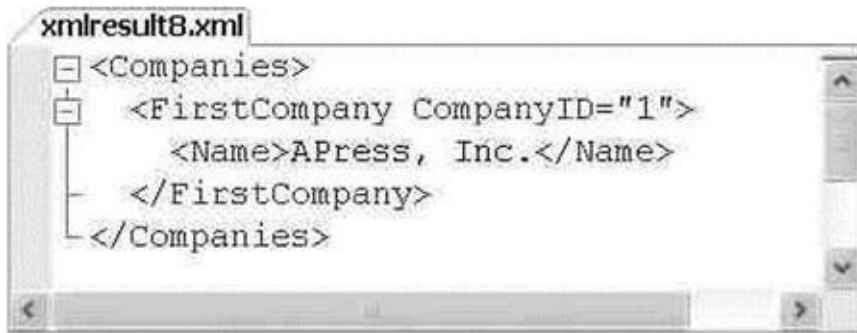 xmlresult8.xml
<Companies>
<FirstCompany CompanyID="1">
<Name>APress, Inc.</Name>
</FirstCompany>
</Companies>